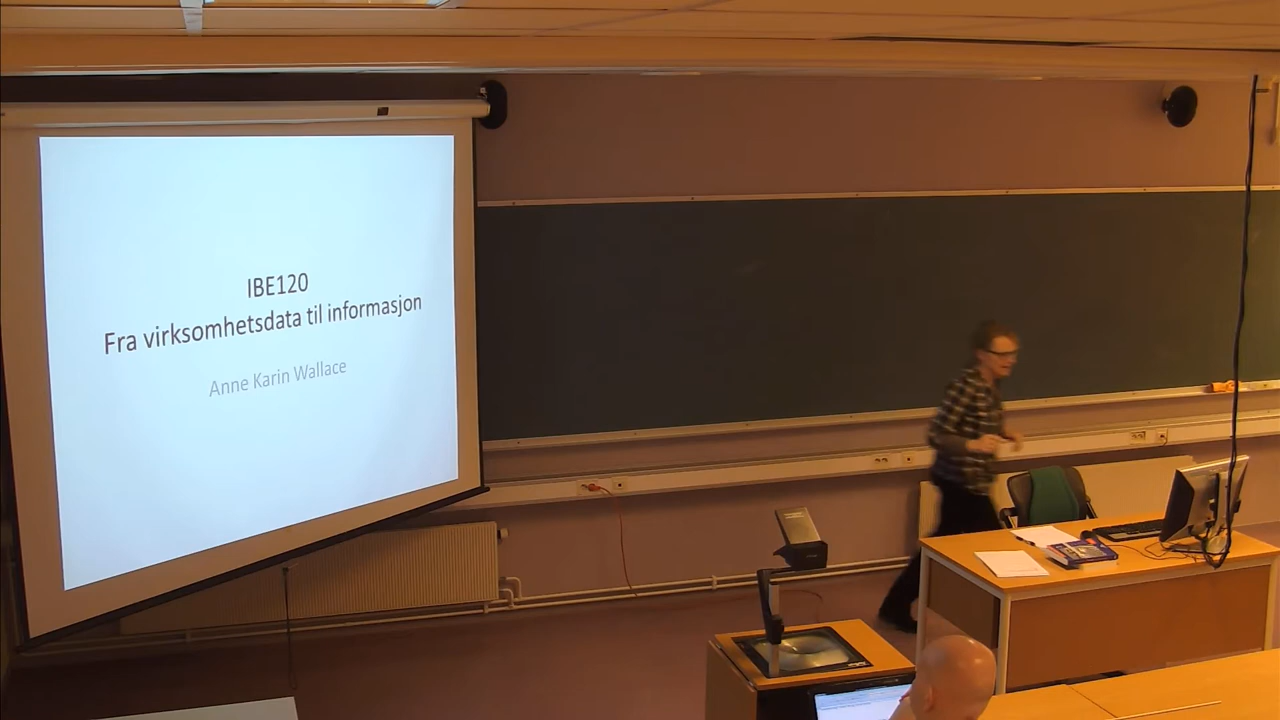 IBE120
Fra virksomhetsdata til informasjon
Anne Karin Wallace